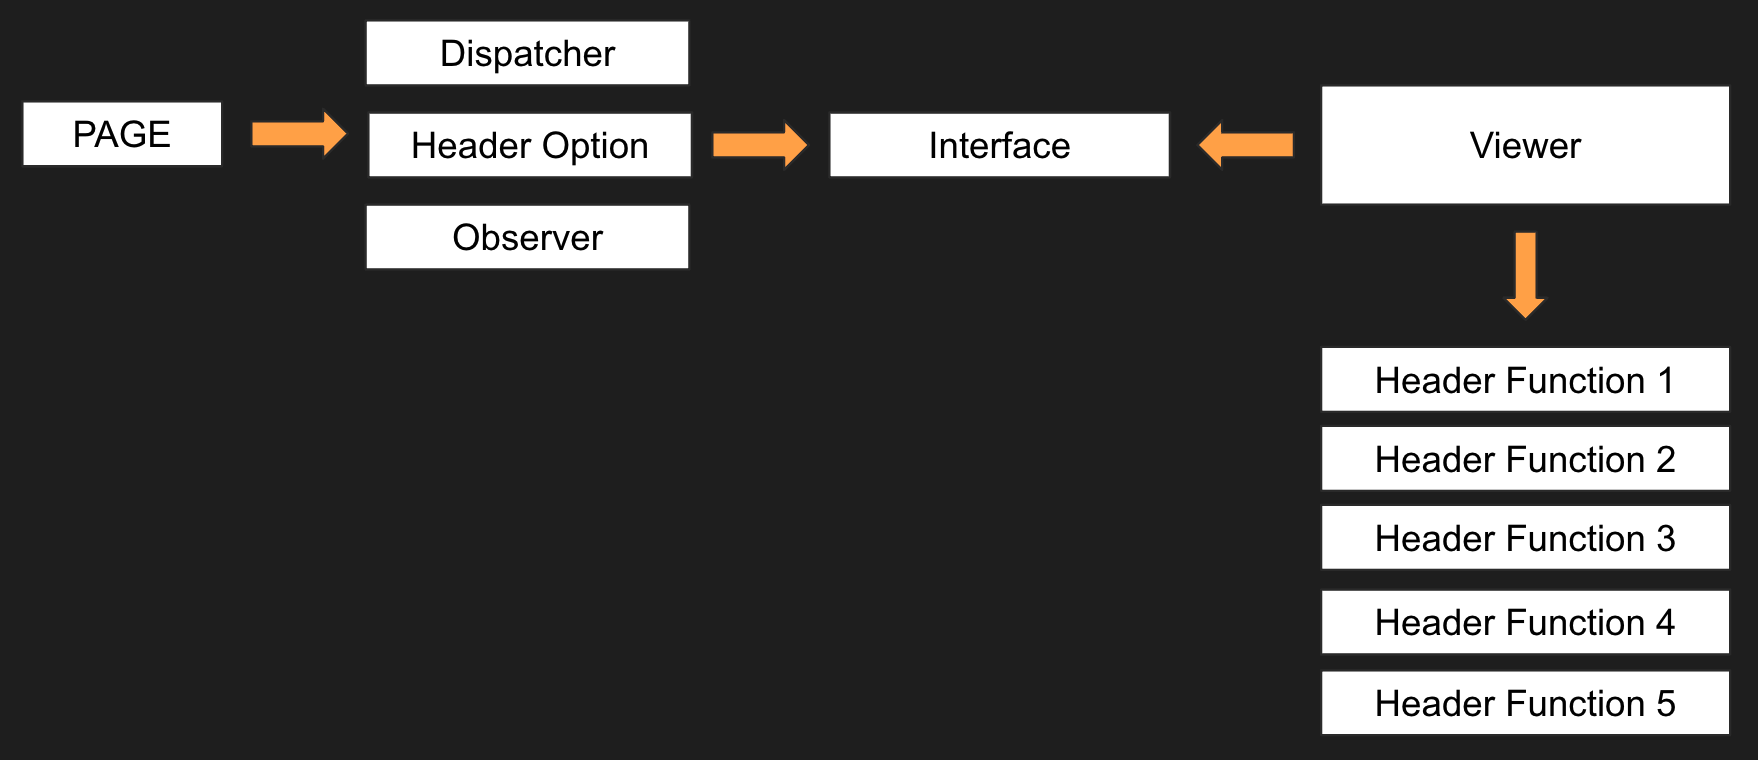 PAGE
Dispatcher
Header Option
Observer
Interface
Viewer
Header Function 1
Header Function 2
Header Function 3
Header Function 4
Header Function 5